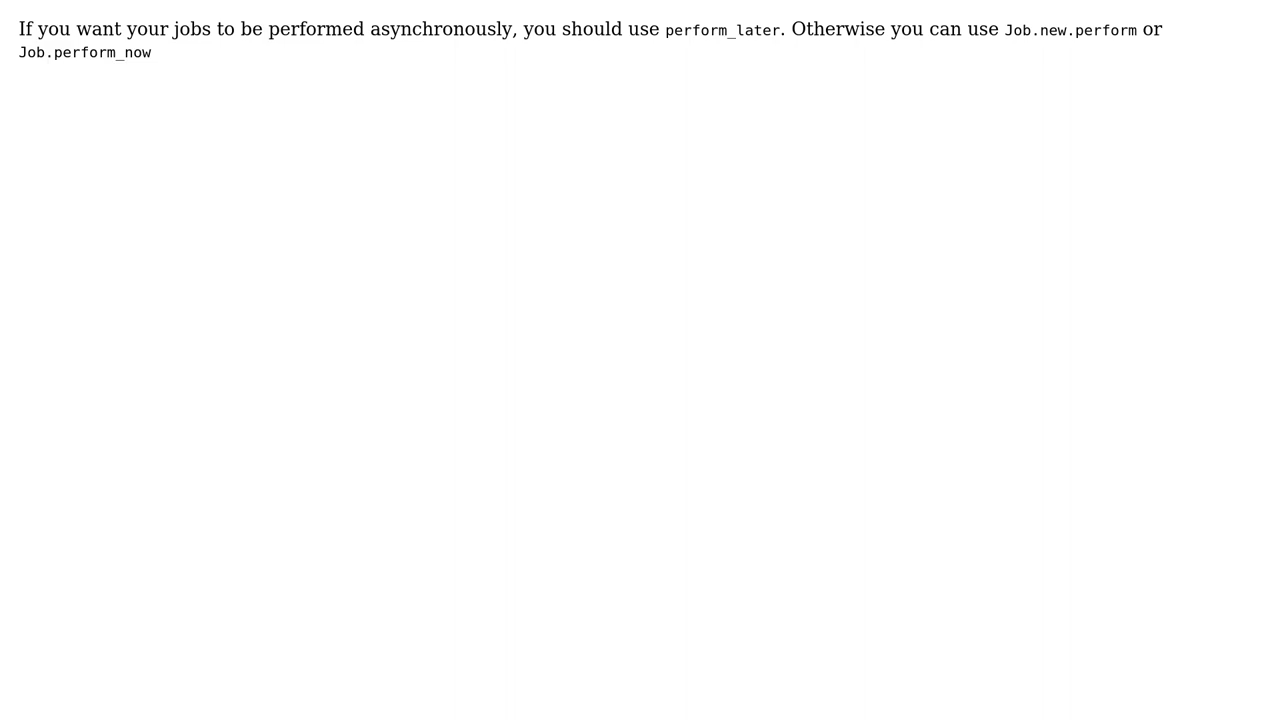 If you want your jobs to be performed asynchronously, you should use perform_later. Otherwise you can use Job.new.perform or
Job.perform_now